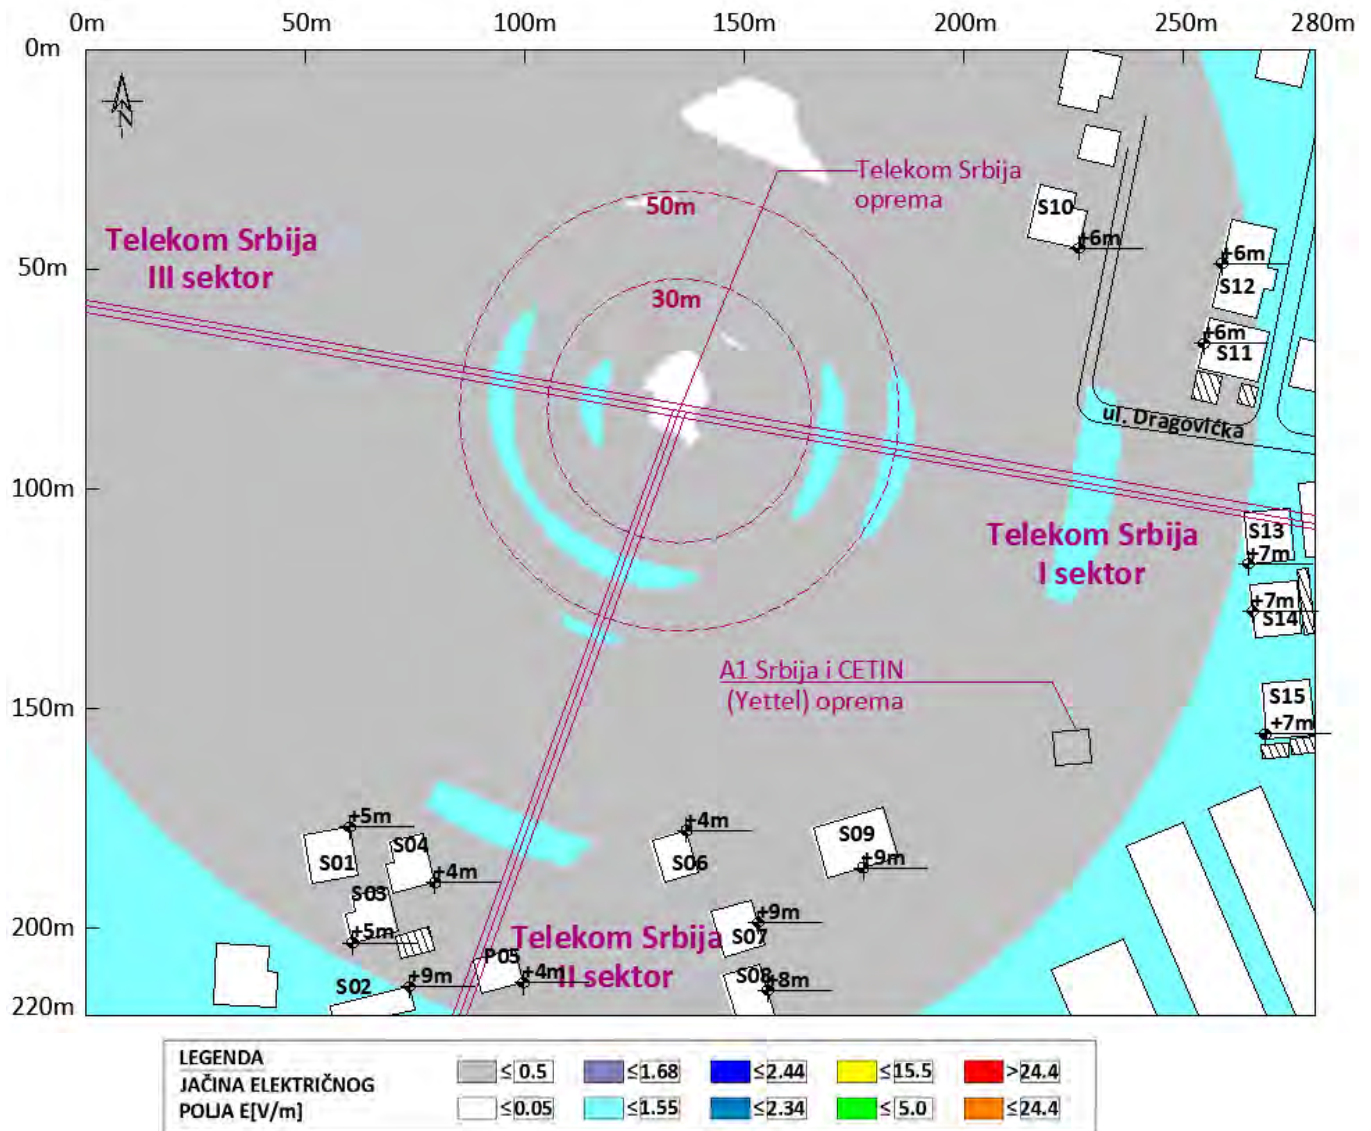 0m 50m 100m 150m 200m 250m 280m
0m
50m
100m
150m
200m
220m
N
Telekom Srbija
oprema
50m
30m
Telekom Srbija
III sektor
S10
+6m
+6m
S12
+6m
S11
ul. Dragovička
Telekom Srbija
I sektor
S13
+7m
+7m
S14
A1 Srbija i CETIN
(Yettel) oprema
S15
+7m
+5m
S01
S04
+4m
S03
+5m
S02
+9m
P05
+4m
Telekom Srbija
II sektor
+4m
S06
S09
+9m
+9m
S07
S08
+8m
LEGENDA
JAČINA ELEKTRIČNOG
POLJA E[V/m]
≤0.5 ≤1.68 ≤2.44 ≤15.5 >24.4
≤0.05 ≤1.55 ≤2.34 ≤5.0 ≤24.4